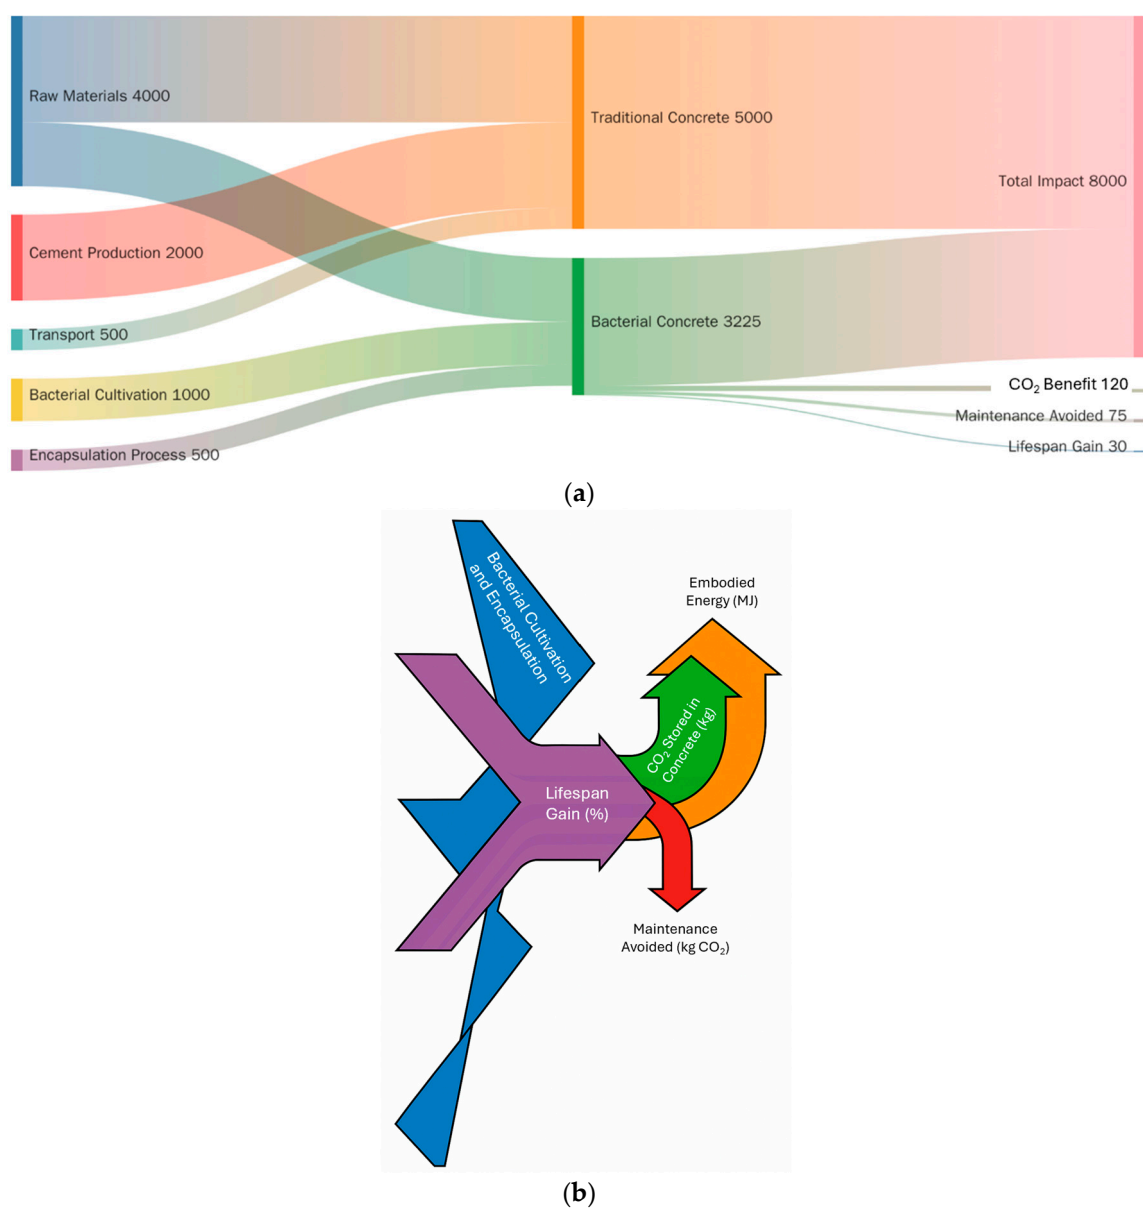 Raw Materials 4000
Traditional Concrete 5000
Total Impact 8000
Cement Production 2000
Transport 500
Bacterial Concrete 3225
Bacterial Cultivation 1000
CO₂ Benefit 120
Maintenance Avoided 75
Encapsulation Process 500
Lifespan Gain 30
(a)
Bacterial Cultivation
and Encapsulation
Embodied
Energy (MJ)
CO₂ Stored in
Concrete (kg)
Lifespan
Gain (%)
Maintenance
Avoided (kg CO₂)
(b)